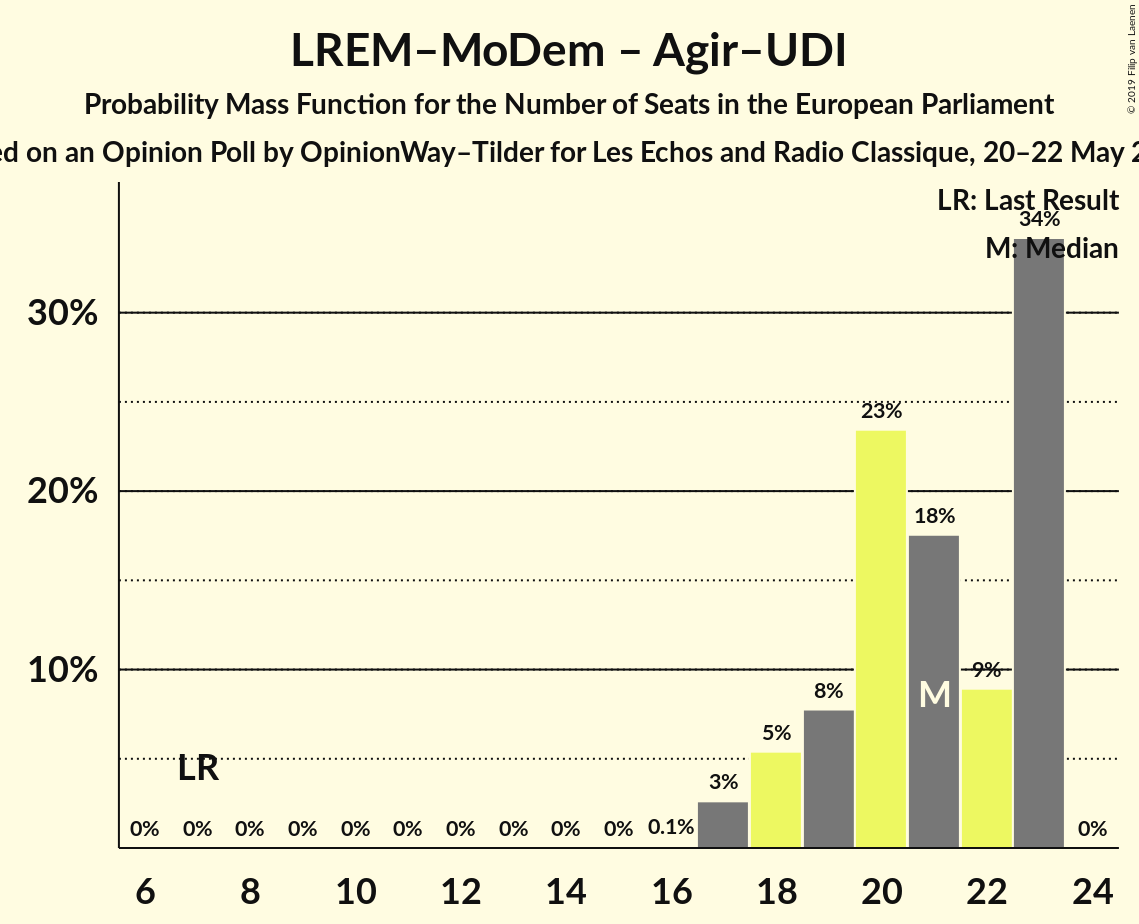 LREM–MoDem – Agir–UDI
Probability Mass Function for the Number of Seats in the European Parliament
on an Opinion Poll by OpinionWay–Tilder for Les Echos and Radio Classique, 20–22 May
© 2019 Filip van Laenen
LR: Last Result
34%
M: Median
30%
23%
20%
18%
10%
9%
8%
M
5%
LR
3%
0% 0% 0% 0% 0% 0% 0% 0% 0% 0% 0.1% 0%
6 8 10 12 14 16 18 20 22 24